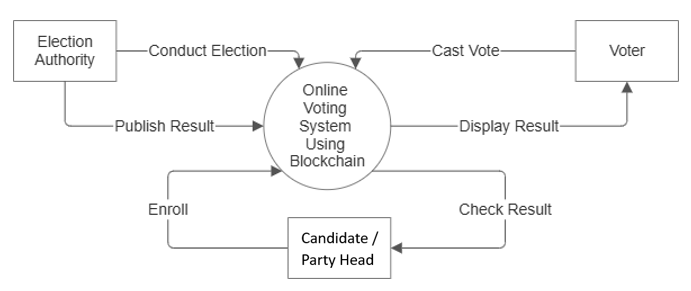 Election
Authority
Conduct Election
Cast Vote
Voter
Online
Voting
System
Using
Blockchain
Publish Result
Display Result
Enroll
Check Result
Candidate /
Party Head